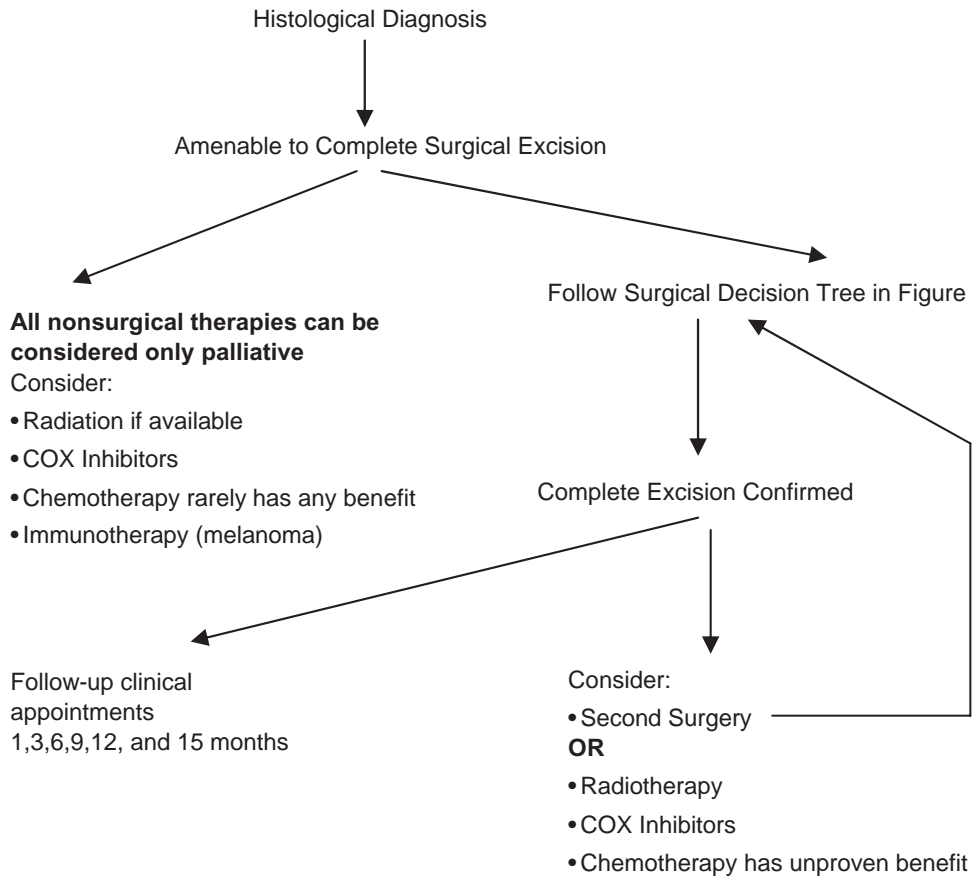 Histological Diagnosis
Amenable to Complete Surgical Excision
All nonsurgical therapies can be
considered only palliative
Consider:
•Radiation if available
•COX Inhibitors
•Chemotherapy rarely has any benefit
•Immunotherapy (melanoma)
Follow Surgical Decision Tree in Figure
Complete Excision Confirmed
Follow-up clinical
appointments
1,3,6,9,12, and 15 months
Consider:
•Second Surgery
OR
•Radiotherapy
•COX Inhibitors
•Chemotherapy has unproven benefit